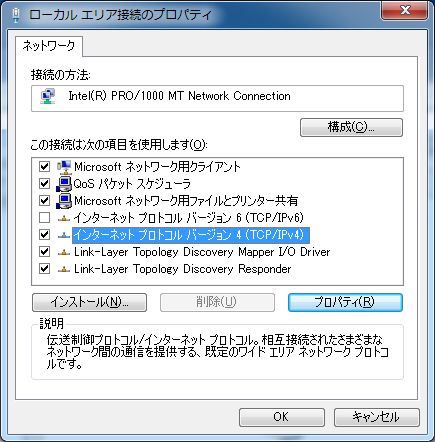 ローカル エリア接続のプロパティ
ネットワーク
接続の方法:
Intel(R) PRO/1000 MT Network Connection
構成(C)...
この接続は次の項目を使用します(O):
Microsoft ネットワーク用クライアント
QoS パケット スケジューラ
Microsoft ネットワーク用ファイルとプリンター共有
インターネット プロトコル バージョン 6 (TCP/IPv6)
インターネット プロトコル バージョン 4 (TCP/IPv4)
Link-Layer Topology Discovery Mapper I/O Driver
Link-Layer Topology Discovery Responder
インストール(N)...
削除(U)
プロパティ(R)
説明
伝送制御プロトコル/インターネット プロトコル。相互接続されたさまざまな
ネットワーク間の通信を提供する、既定のワイド エリア ネットワーク プロトコ
ルです。
OK
キャンセル